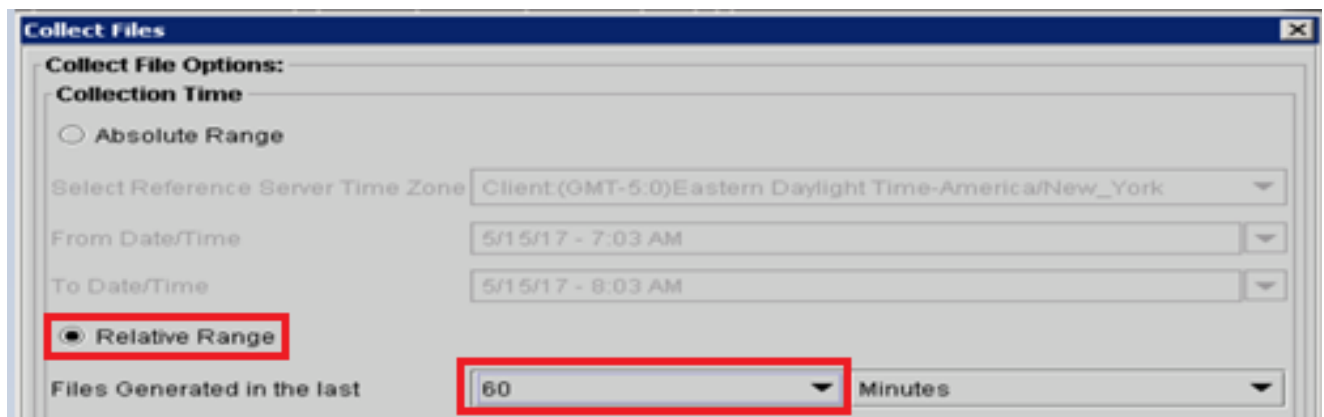 Collect Files
Collect File Options:
Collection Time
Absolute Range
Select Reference Server Time Zone Client:(GMT-5:0)Eastern Daylight Time-America/New_York
From Date/Time 5/15/17 - 7:03 AM
To Date/Time 5/15/17 - 8:03 AM
Relative Range
Files Generated in the last 60 Minutes